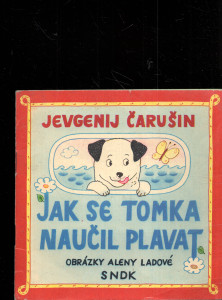 JEVGENIJ ČARUŠIN
JAK SE TOMKA
NAUČIL PLAVAT
OBRÁZKY ALENY LADOVÉ
SNDK